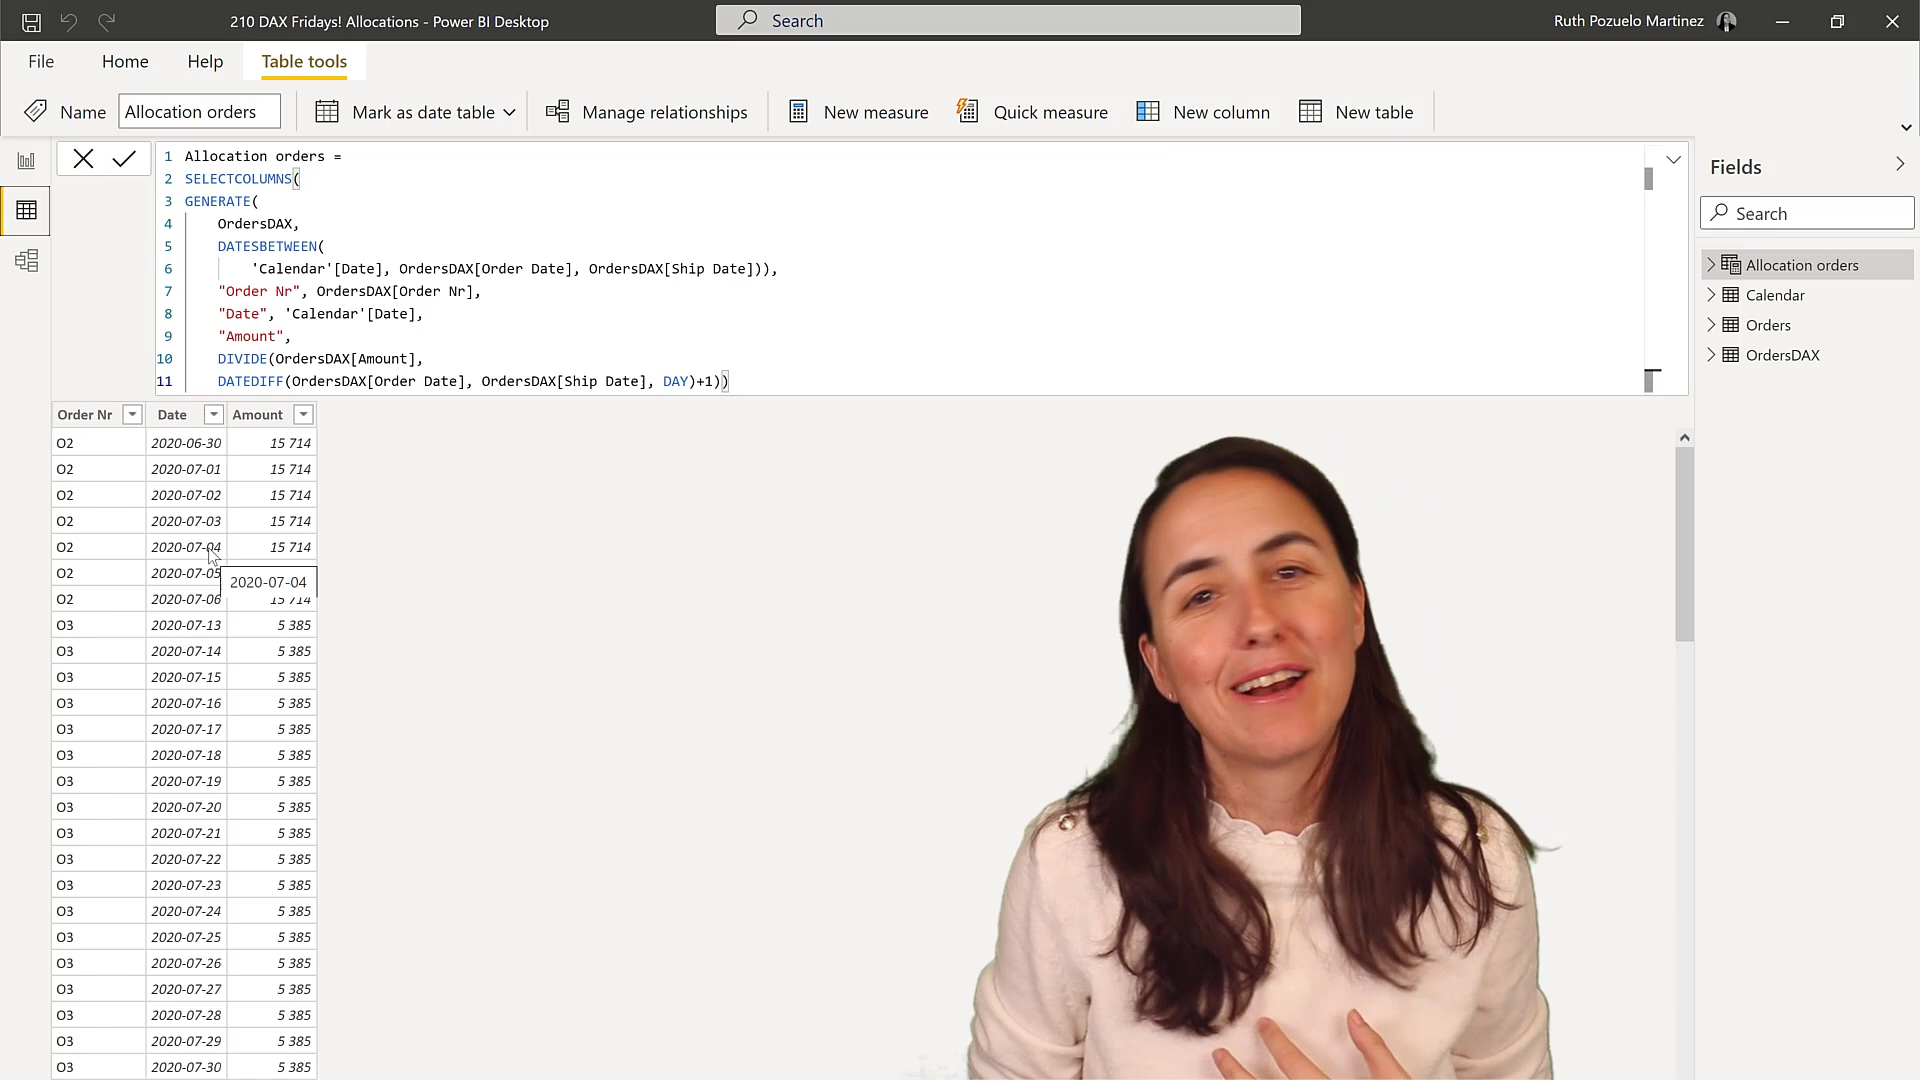 210 DAX Fridays! Allocations - Power BI Desktop
Search
Ruth Pozuelo Martinez
File
Home
Help
Table tools
Name
Allocation orders
Mark as date table
Manage relationships
New measure
Quick measure
New column
New table
1 Allocation orders =
2 SELECTCOLUMNS(
3 GENERATE(
4 OrdersDAX,
5 DATESBETWEEN(
6 'Calendar'[Date], OrdersDAX[Order Date], OrdersDAX[Ship Date])),
7 "Order Nr", OrdersDAX[Order Nr],
8 "Date", 'Calendar'[Date],
9 "Amount",
10 DIVIDE(OrdersDAX[Amount],
11 DATEDIFF(OrdersDAX[Order Date], OrdersDAX[Ship Date], DAY)+1))
Fields
Search
Allocation orders
Calendar
Orders
OrdersDAX
Order Nr Date Amount
O2 2020-06-30 15 714
O2 2020-07-01 15 714
O2 2020-07-02 15 714
O2 2020-07-03 15 714
O2 2020-07-04 15 714
O2 2020-07-05
2020-07-04
O2 2020-07-06 15 714
O3 2020-07-13 5 385
O3 2020-07-14 5 385
O3 2020-07-15 5 385
O3 2020-07-16 5 385
O3 2020-07-17 5 385
O3 2020-07-18 5 385
O3 2020-07-19 5 385
O3 2020-07-20 5 385
O3 2020-07-21 5 385
O3 2020-07-22 5 385
O3 2020-07-23 5 385
O3 2020-07-24 5 385
O3 2020-07-25 5 385
O3 2020-07-26 5 385
O3 2020-07-27 5 385
O3 2020-07-28 5 385
O3 2020-07-29 5 385
O3 2020-07-30 5 385